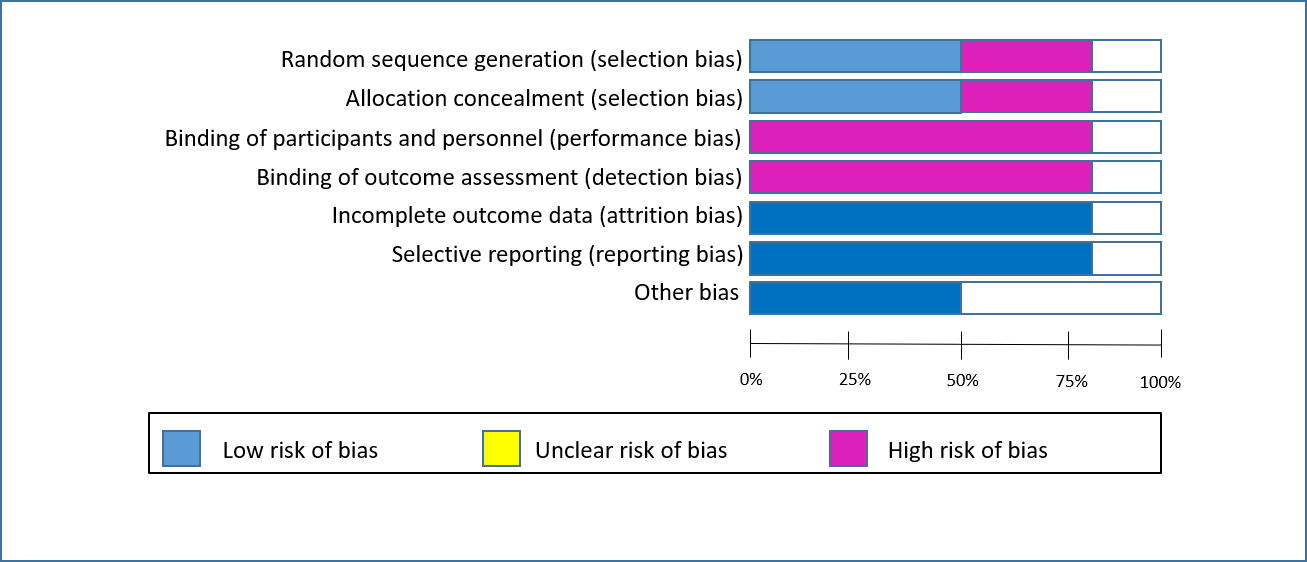 Random sequence generation (selection bias)
Allocation concealment (selection bias)
Binding of participants and personnel (performance bias)
Binding of outcome assessment (detection bias)
Incomplete outcome data (attrition bias)
Selective reporting (reporting bias)
Other bias
0% 25% 50% 75% 100%
Low risk of bias Unclear risk of bias High risk of bias